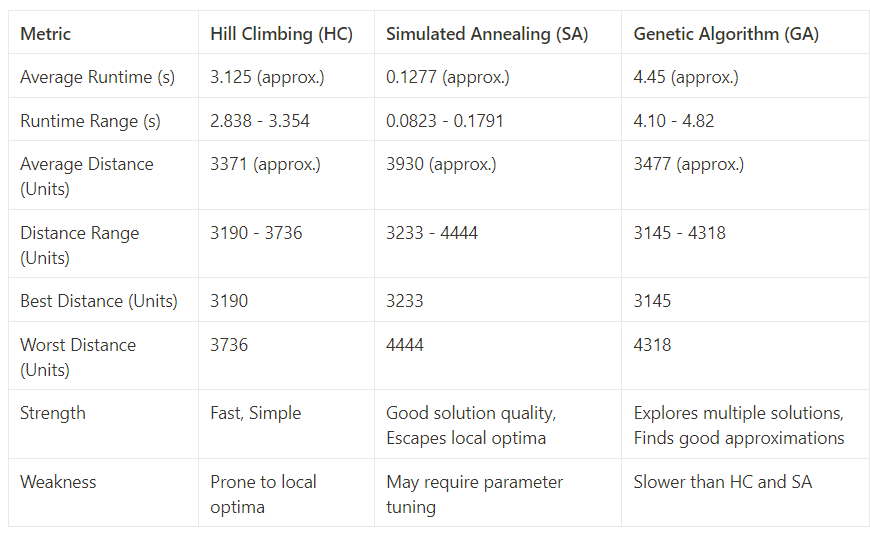 Metric Hill Climbing (HC) Simulated Annealing (SA) Genetic Algorithm (GA)
Average Runtime (s) 3.125 (approx.) 0.1277 (approx.) 4.45 (approx.)
Runtime Range (s) 2.838 - 3.354 0.0823 - 0.1791 4.10 - 4.82
Average Distance 3371 (approx.) 3930 (approx.) 3477 (approx.)
(Units)
Distance Range 3190 - 3736 3233 - 4444 3145 - 4318
(Units)
Best Distance (Units) 3190 3233 3145
Worst Distance 3736 4444 4318
(Units)
Strength Fast, Simple Good solution quality, Explores multiple solutions,
Escapes local optima Finds good approximations
Weakness Prone to local May require parameter Slower than HC and SA
optima tuning